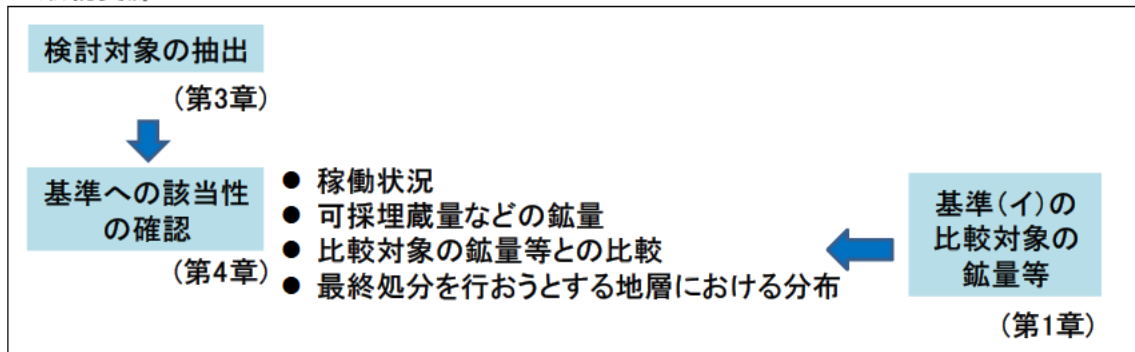 検討対象の抽出
(第3章)
基準への該当性
の確認
(第4章)
● 稼働状況
● 可採埋蔵量などの鉱量
● 比較対象の鉱量等との比較
● 最終処分を行おうとする地層における分布
基準(イ)の
比較対象の
鉱量等
(第1章)